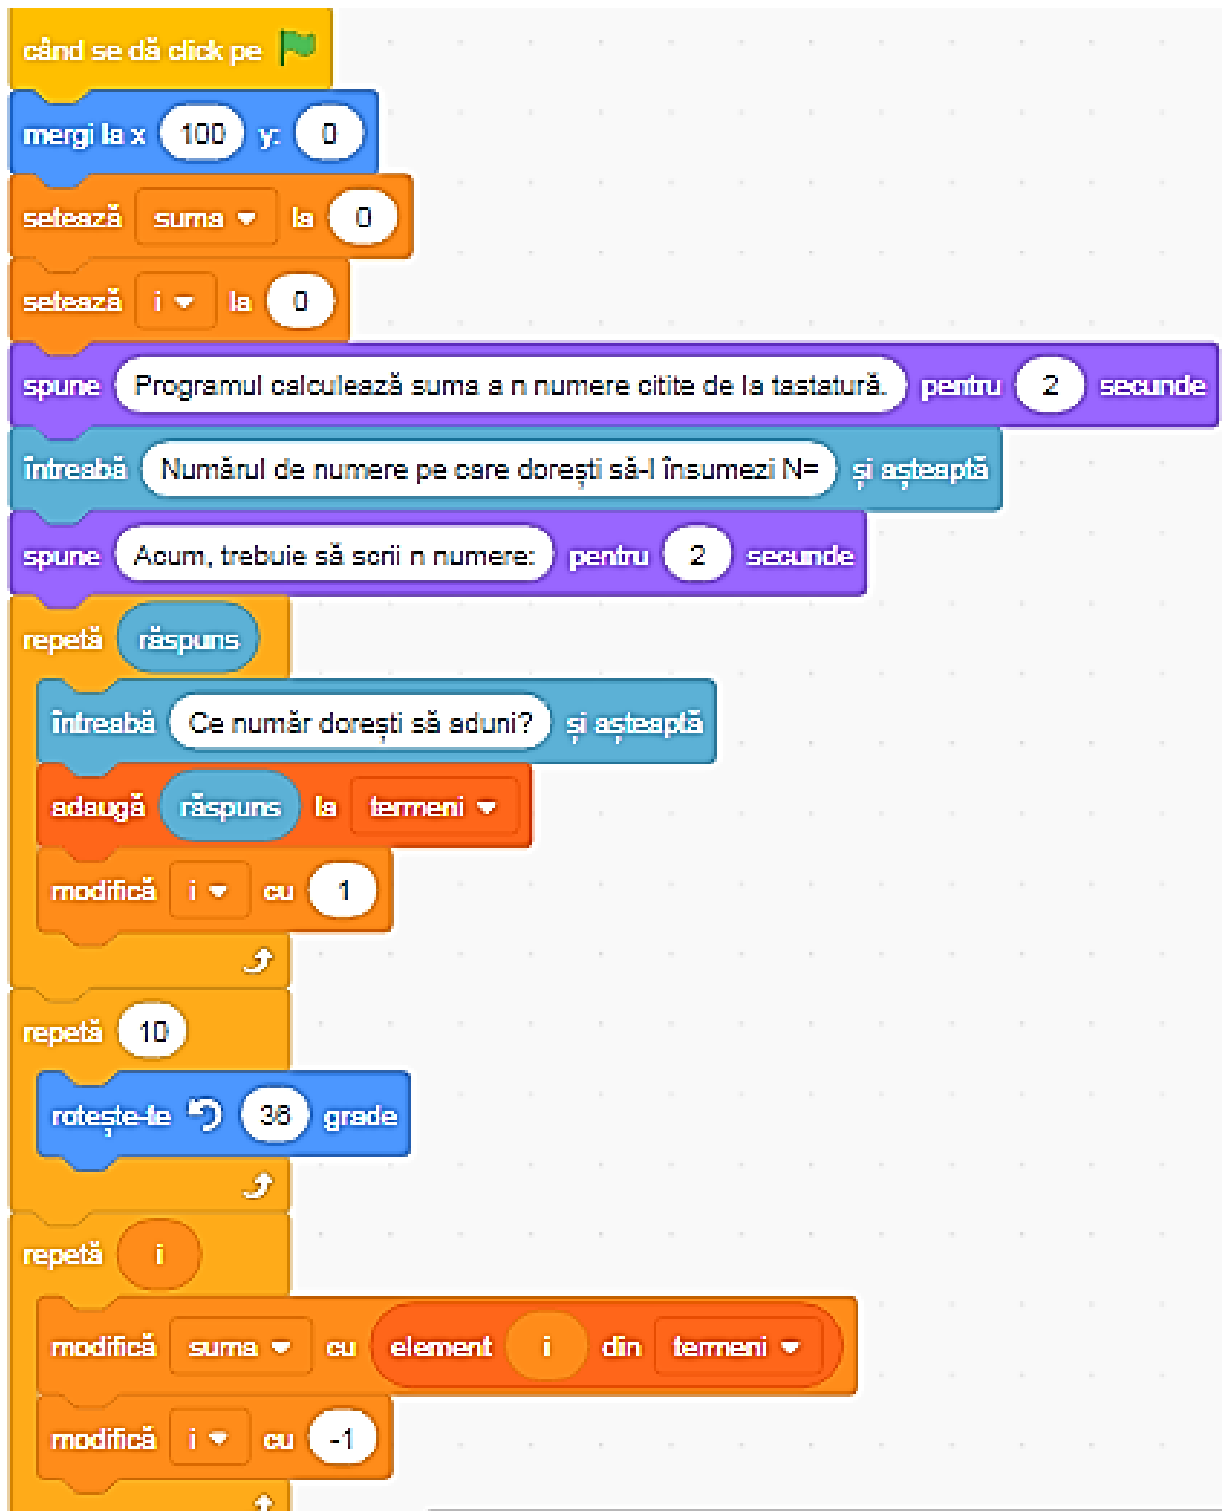 când se dă click pe
mergi la x 100 y: 0
setează suma la 0
setează i la 0
spune Programul calculează suma a n numere citite de la tastatură. pentru 2 secunde
întreabă Numărul de numere pe care dorești să-l însumezi N= și așteaptă
spune Acum, trebuie să scrii n numere: pentru 2 secunde
repetă răspuns
întreabă Ce număr dorești să aduni? și așteaptă
adaugă răspuns la termeni
modifică i cu 1
repetă 10
rotește-te 36 grade
repetă i
modifică suma cu element i din termeni
modifică i cu -1